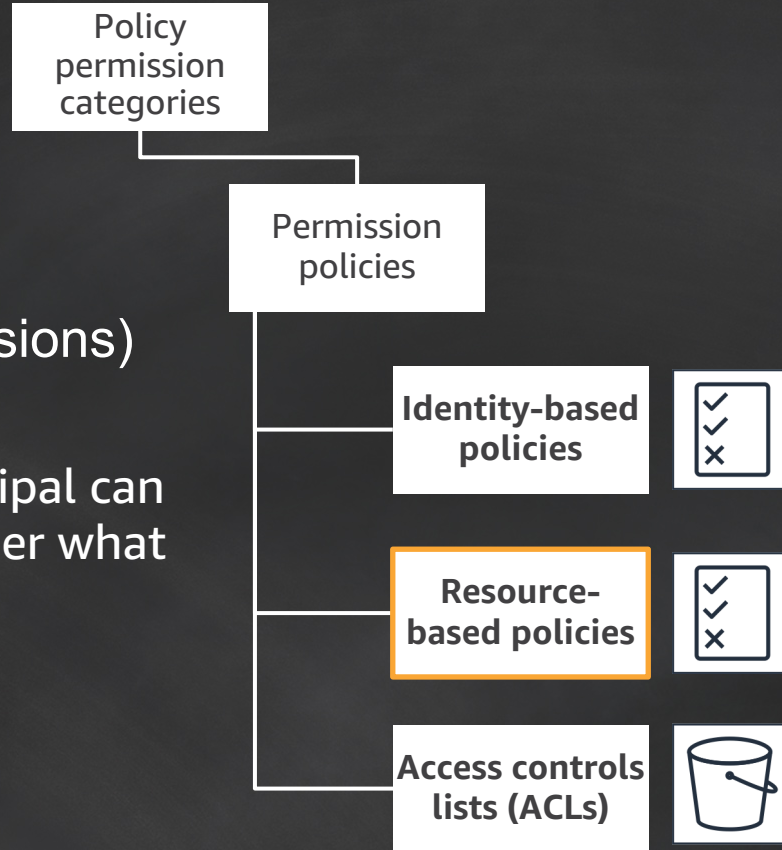 Policy
permission
categories
Permission
policies
sions)
Identity-based
policies
ipal can
er what
Resource-
based policies
Access controls
lists (ACLs)